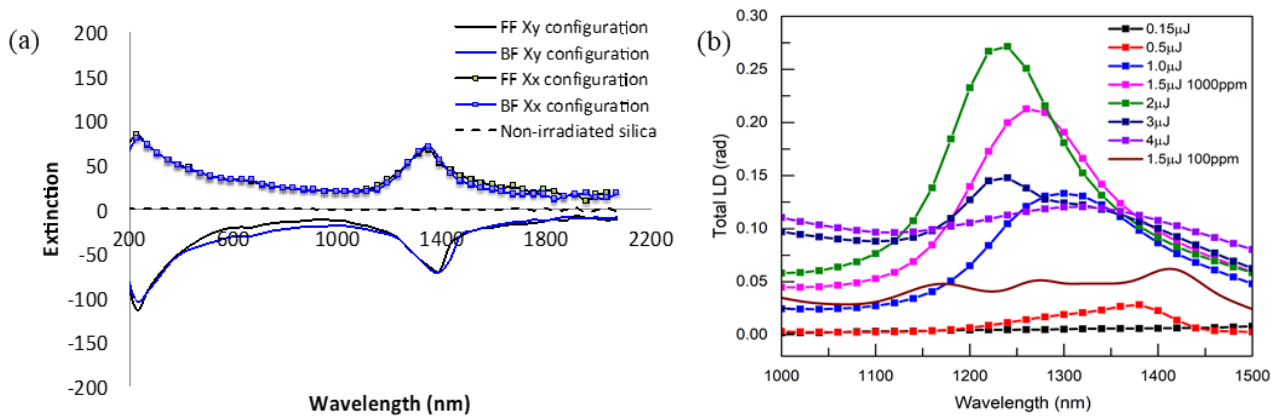 (a)
200
150
100
50
0
-50
-100
-150
-200
Extinction
200 600 1000 1400 1800 2200
Wavelength (nm)
FF Xy configuration
BF Xy configuration
FF Xx configuration
BF Xx configuration
Non-irradiated silica
(b)
0.30
0.25
0.20
0.15
0.10
0.05
0.00
Total LD (rad)
1000 1100 1200 1300 1400 1500
Wavelength (nm)
0.15μJ
0.5μJ
1.0μJ
1.5μJ 1000ppm
2μJ
3μJ
4μJ
1.5μJ 100ppm